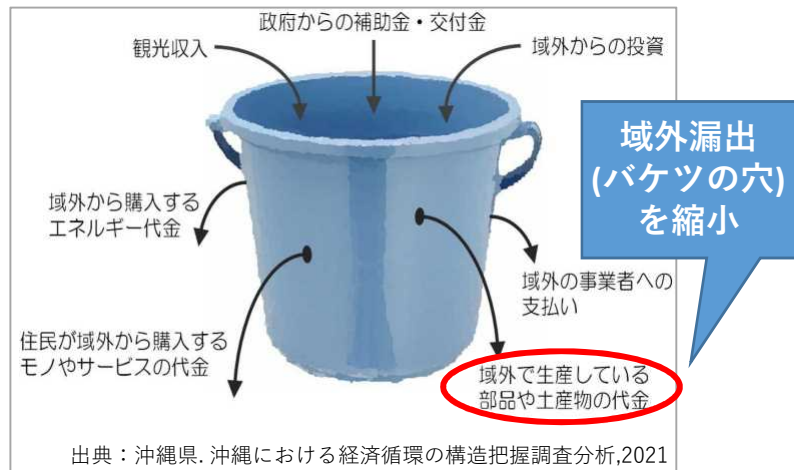 政府からの補助金・交付金
観光収入
域外からの投資
域外漏出
(バケツの穴)
を縮小
域外から購入する
エネルギー代金
域外の事業者への
支払い
住民が域外から購入する
モノやサービスの代金
域外で生産している
部品や土産物の代金
出典：沖縄県. 沖縄における経済循環の構造把握調査分析,2021